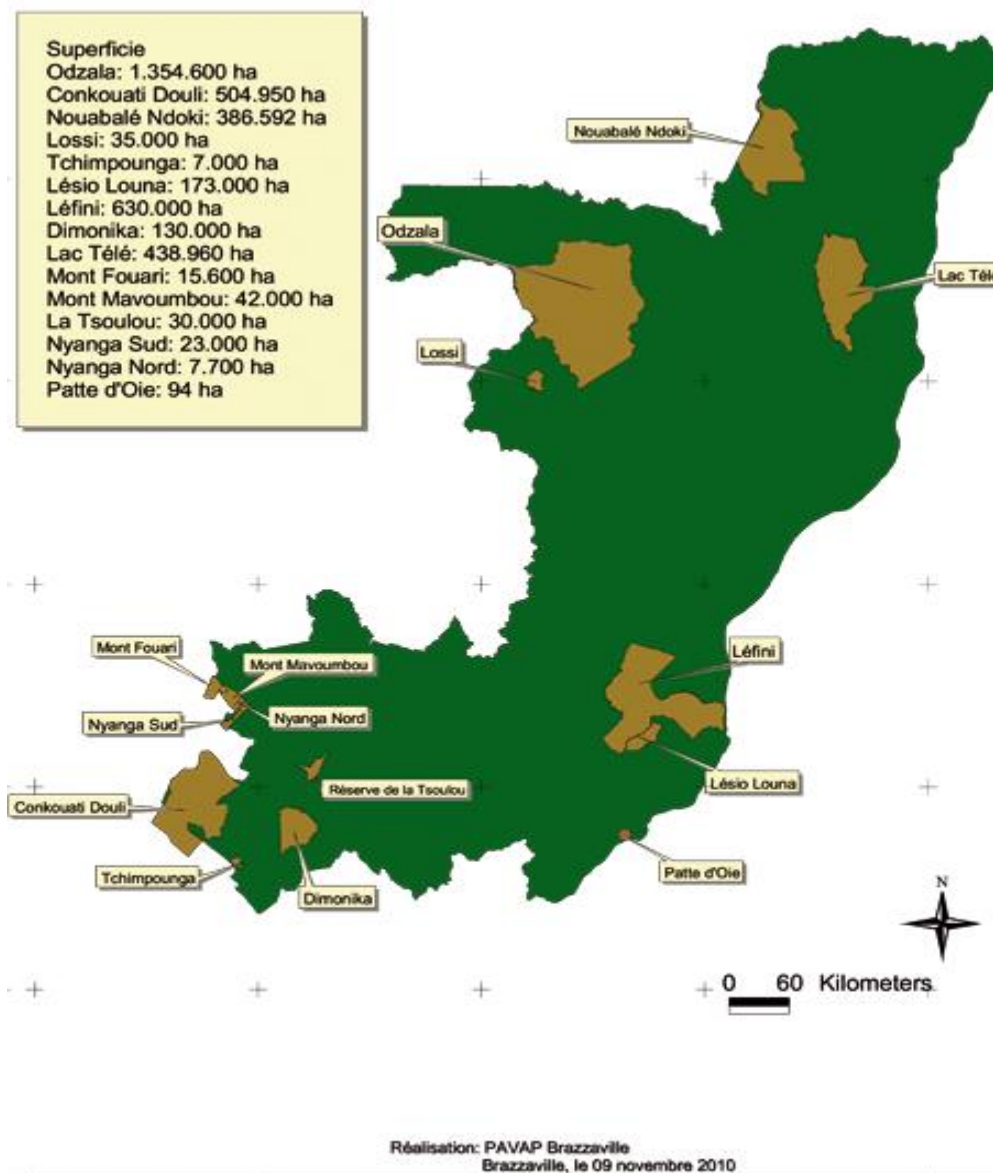 Superficie
Odzala: 1.354.600 ha
Conkouati Douli: 504.950 ha
Nouabalé Ndoki: 386.592 ha
Lossi: 35.000 ha
Tchimpounga: 7.000 ha
Lésio Louna: 173.000 ha
Léfini: 630.000 ha
Dimonika: 130.000 ha
Lac Télé: 438.960 ha
Mont Fouari: 15.600 ha
Mont Mavoumbou: 42.000 ha
La Tsoulou: 30.000 ha
Nyanga Sud: 23.000 ha
Nyanga Nord: 7.700 ha
Patte d'Oie: 94 ha
Nouabalé Ndoki
Odzala
Lac Télé
Lossi
Mont Fouari
Mont Mavoumbou
Léfini
Nyanga Nord
Nyanga Sud
Lésio Louna
Réserve de la Tsoulou
Conkouati Douli
Patte d'Oie
Tchimpounga
Dimonika
N
0 60 Kilometers
Réalisation: PAVAP Brazzaville
Brazzaville, le 09 novembre 2010